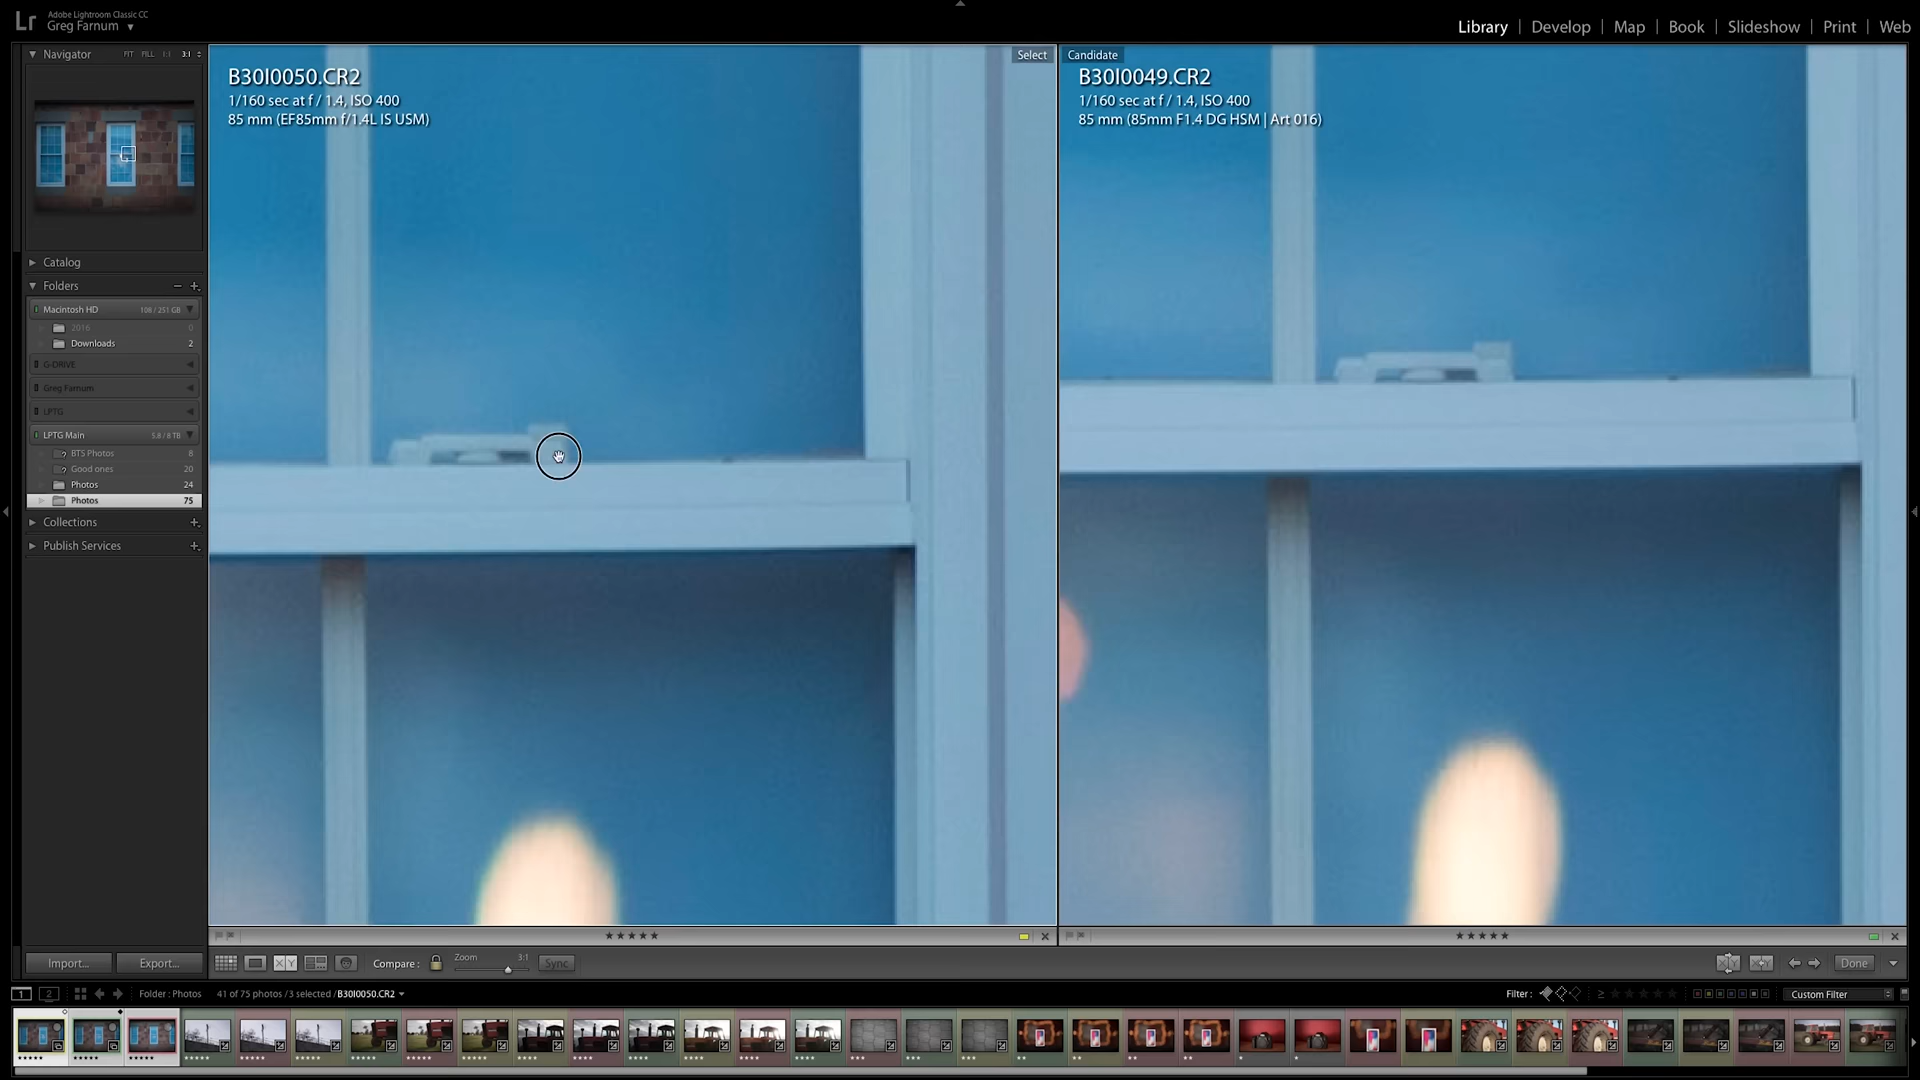 Lr
Adobe Lightroom Classic CC
Greg Farnum
Library | Develop | Map | Book | Slideshow | Print | Web
Navigator FIT FILL 1:1 3:1
Catalog
Folders
Macintosh HD 108 / 251 GB
2016 0
Downloads 2
G-DRIVE
Greg Farnum
LPTG
LPTG Main 5.8 / 8 TB
BTS Photos 8
Good ones 20
Photos 24
Photos 75
Collections
Publish Services
Import... Export...
Select
B30I0050.CR2
1/160 sec at f / 1.4, ISO 400
85 mm (EF85mm f/1.4L IS USM)
Candidate
B30I0049.CR2
1/160 sec at f / 1.4, ISO 400
85 mm (85mm F1.4 DG HSM | Art 016)
XY
Compare :
Zoom 3:1
Sync
Done
1 2
Folder : Photos
41 of 75 photos / 3 selected / B30I0050.CR2
Filter :
Custom Filter